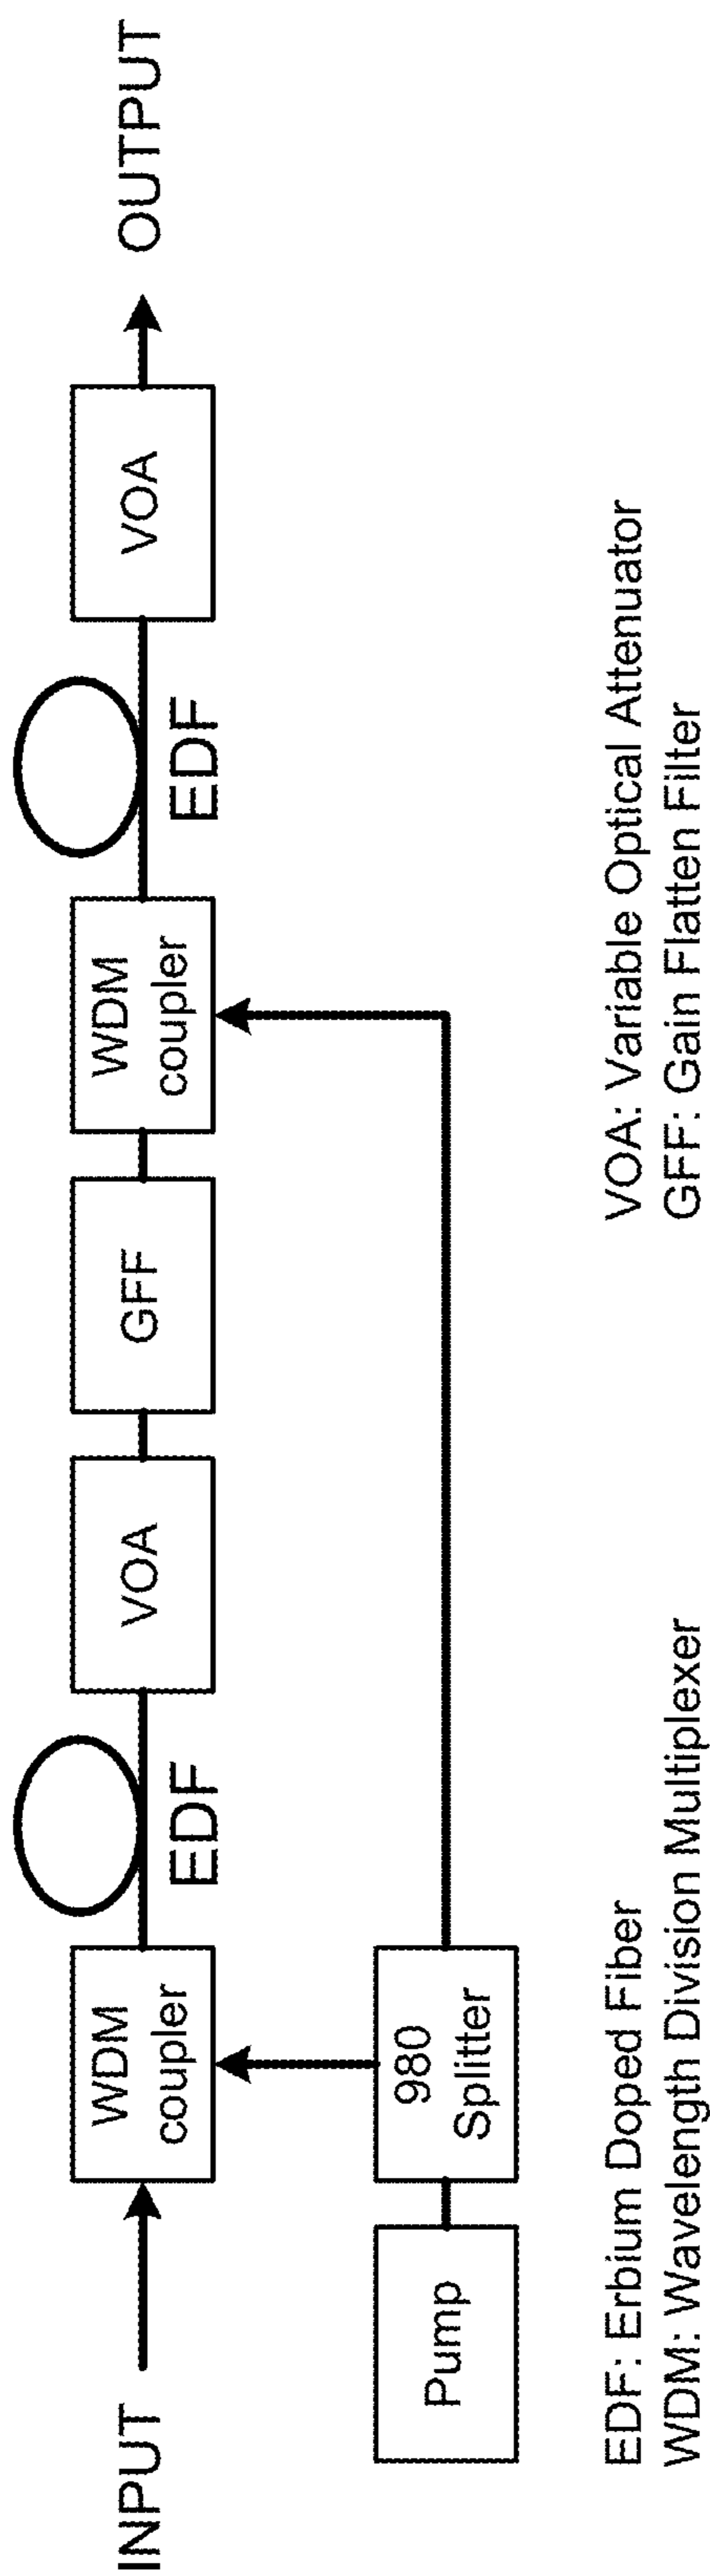 INPUT
WDM
coupler
EDF
VOA
GFF
WDM
coupler
EDF
VOA
OUTPUT
Pump
980
Splitter
EDF: Erbium Doped Fiber
WDM: Wavelength Division Multiplexer
VOA: Variable Optical Attenuator
GFF: Gain Flatten Filter